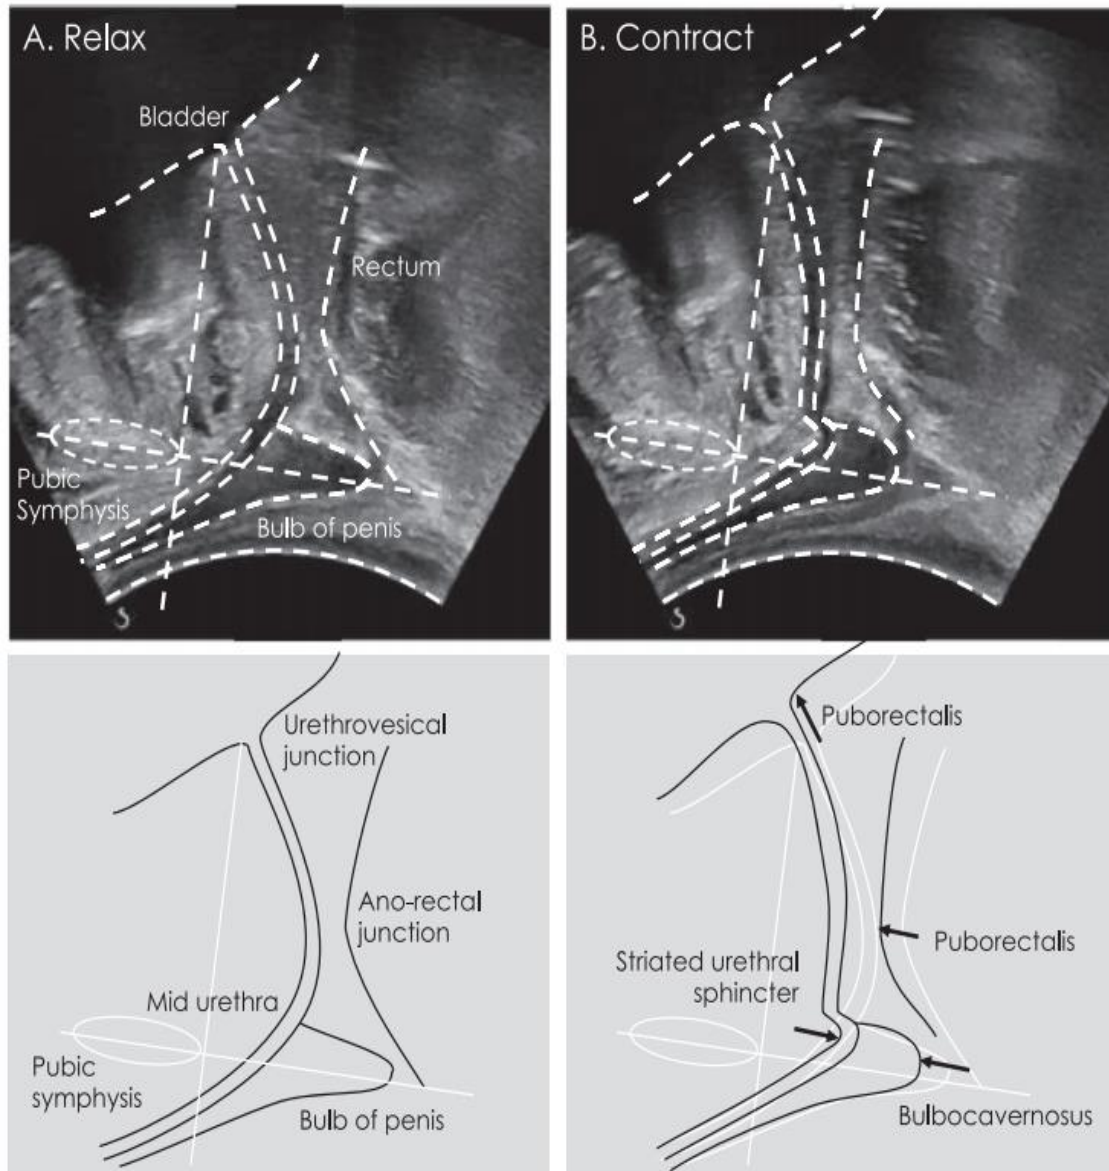 A. Relax
Bladder
Rectum
Pubic
Symphysis
Bulb of penis
B. Contract
Urethrovesical
junction
Ano-rectal
junction
Mid urethra
Pubic
symphysis
Bulb of penis
Puborectalis
Puborectalis
Striated urethral
sphincter
Bulbocavernosus